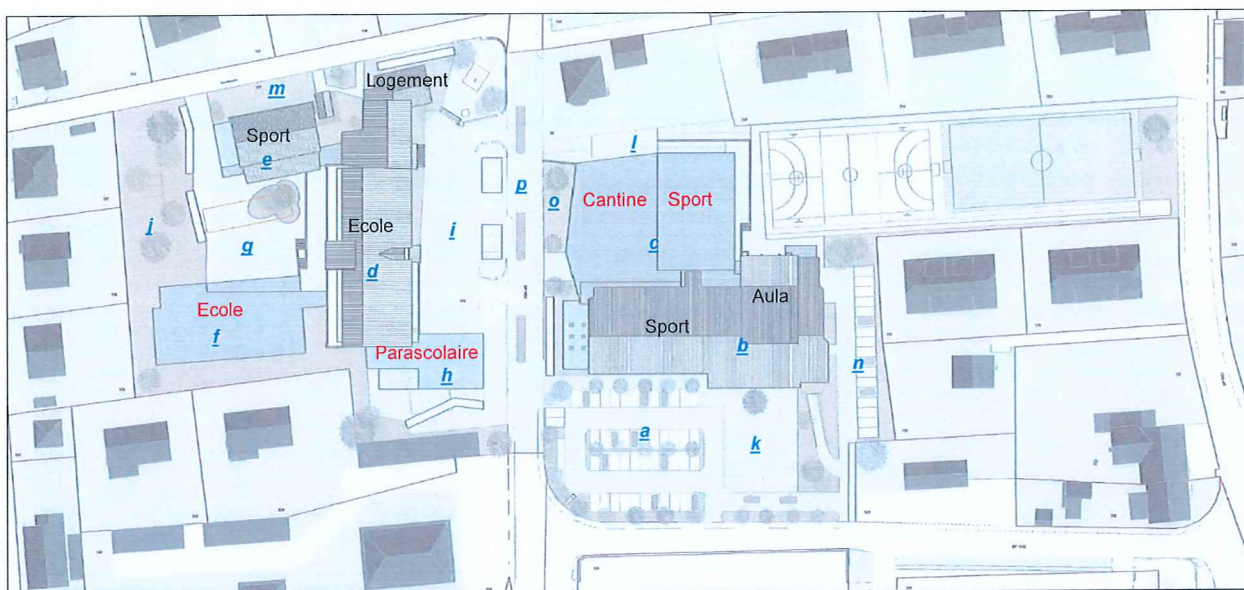 Logement
m
Sport
e
l
p
o
Cantine
Sport
j
Ecole
i
g
c
d
Aula
Ecole
Sport
f
Parascolaire
b
h
n
a
k